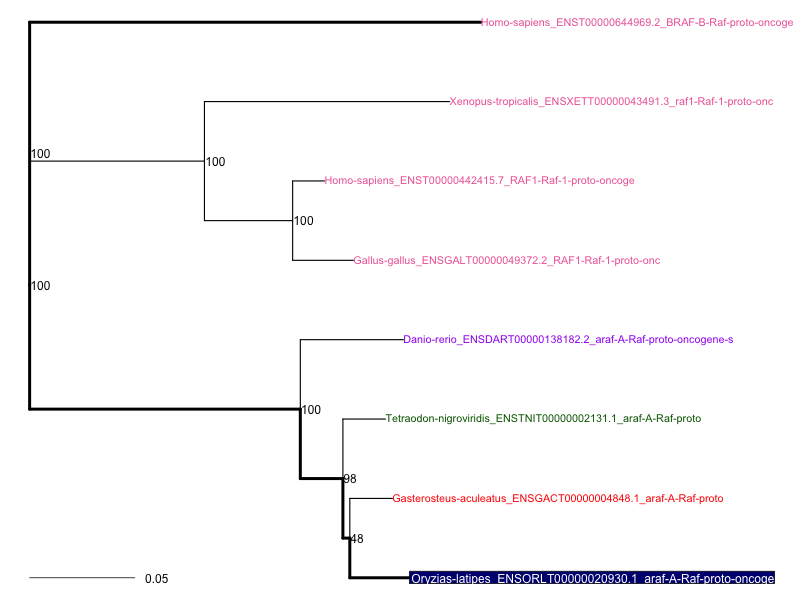 Homo-sapiens_ENST00000644969.2_BRAF-B-Raf-proto-oncoge
Xenopus-tropicalis_ENSXETT00000043491.3_raf1-Raf-1-proto-onc
100
100
Homo-sapiens_ENST00000442415.7_RAF1-Raf-1-proto-oncoge
100
Gallus-gallus_ENSGALT00000049372.2_RAF1-Raf-1-proto-onc
100
Danio-rerio_ENSDART00000138182.2_araf-A-Raf-proto-oncogene-s
100
Tetraodon-nigroviridis_ENSTNIT00000002131.1_araf-A-Raf-proto
98
Gasterosteus-aculeatus_ENSGACT00000004848.1_araf-A-Raf-proto
48
Oryzias-latipes_ENSORLT00000020930.1_araf-A-Raf-proto-oncoge
0.05